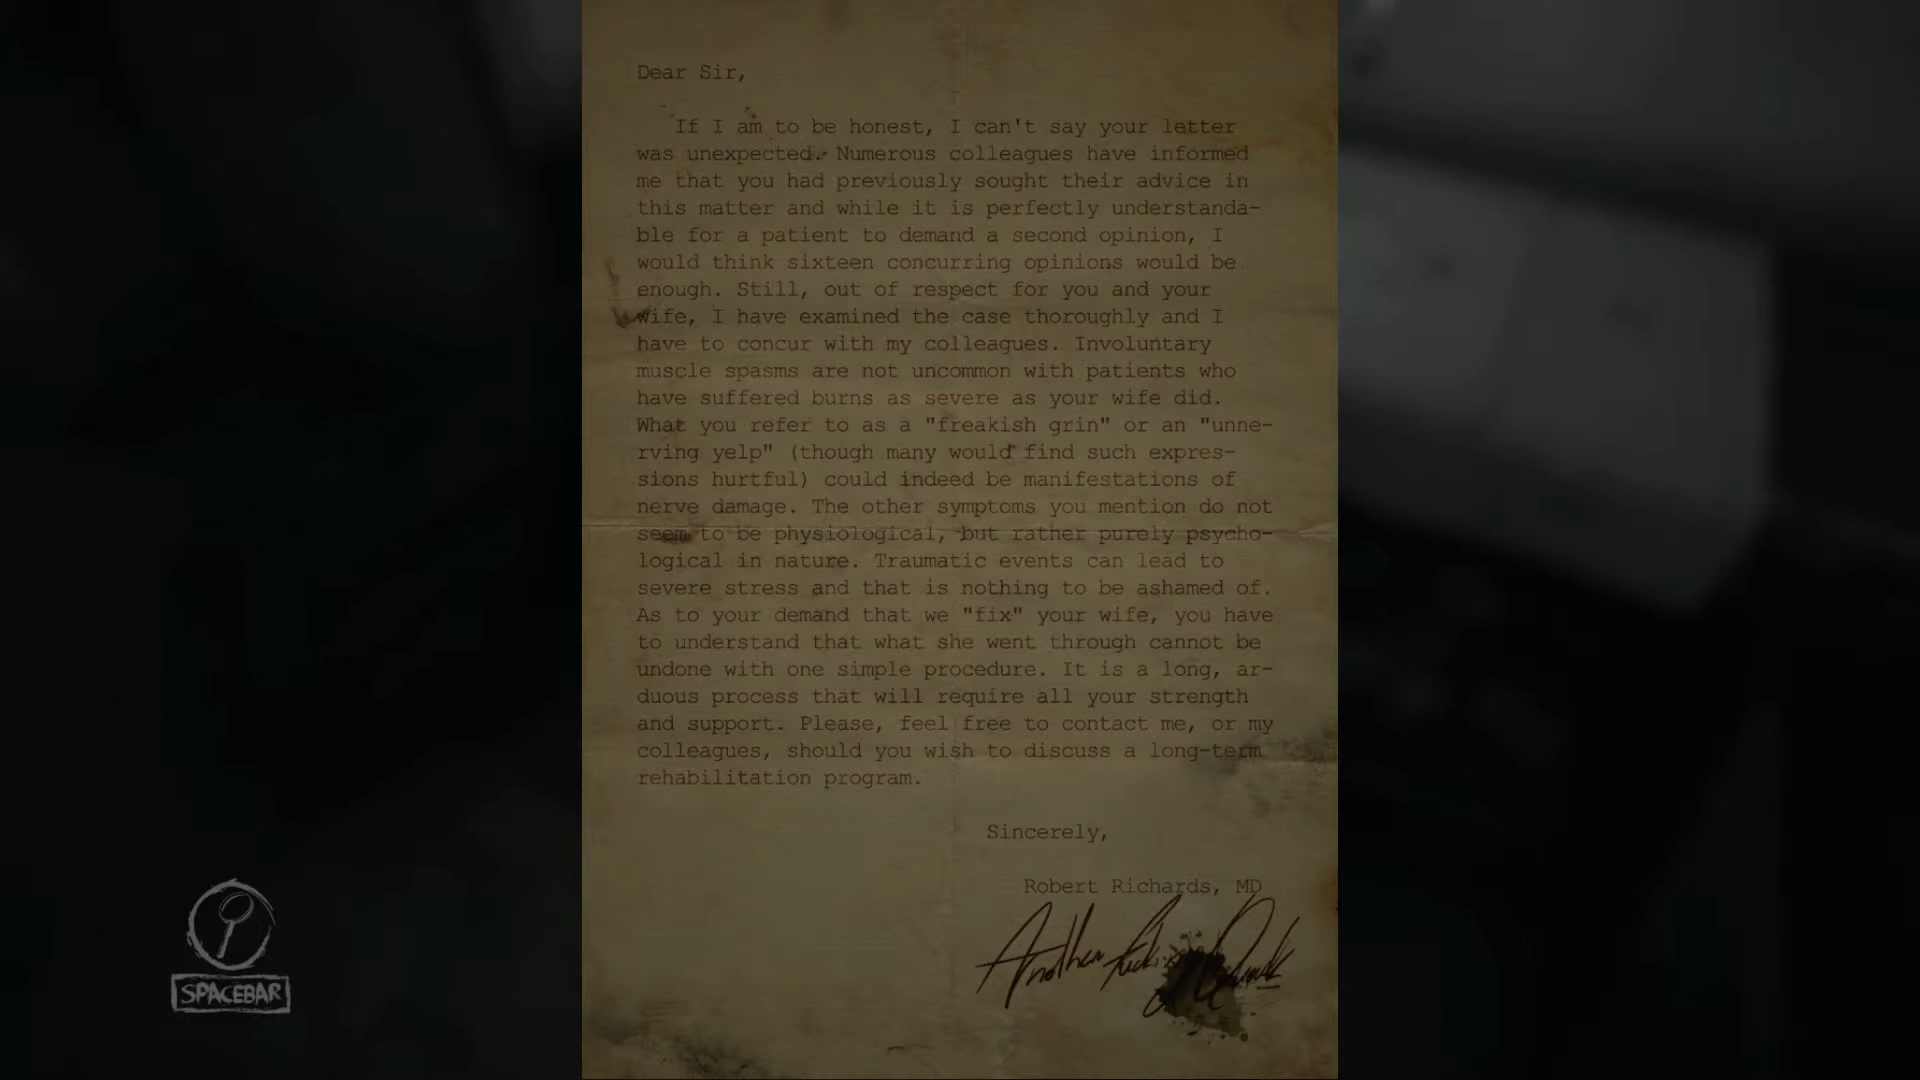 Dear Sir,
If I am to be honest, I can't say your letter
was unexpected. Numerous colleagues have informed
me that you had previously sought their advice in
this matter and while it is perfectly understanda-
ble for a patient to demand a second opinion, I
would think sixteen concurring opinions would be
enough. Still, out of respect for you and your
wife, I have examined the case thoroughly and I
have to concur with my colleagues. Involuntary
muscle spasms are not uncommon with patients who
have suffered burns as severe as your wife did.
What you refer to as a "freakish grin" or an "unne-
rving yelp" (though many would find such expres-
sions hurtful) could indeed be manifestations of
nerve damage. The other symptoms you mention do not
seem to be physiological, but rather purely psycho-
logical in nature. Traumatic events can lead to
severe stress and that is nothing to be ashamed of.
As to your demand that we "fix" your wife, you have
to understand that what she went through cannot be
undone with one simple procedure. It is a long, ar-
duous process that will require all your strength
and support. Please, feel free to contact me, or my
colleagues, should you wish to discuss a long-term
rehabilitation program.
Sincerely,
Robert Richards, MD
Another
SPACEBAR